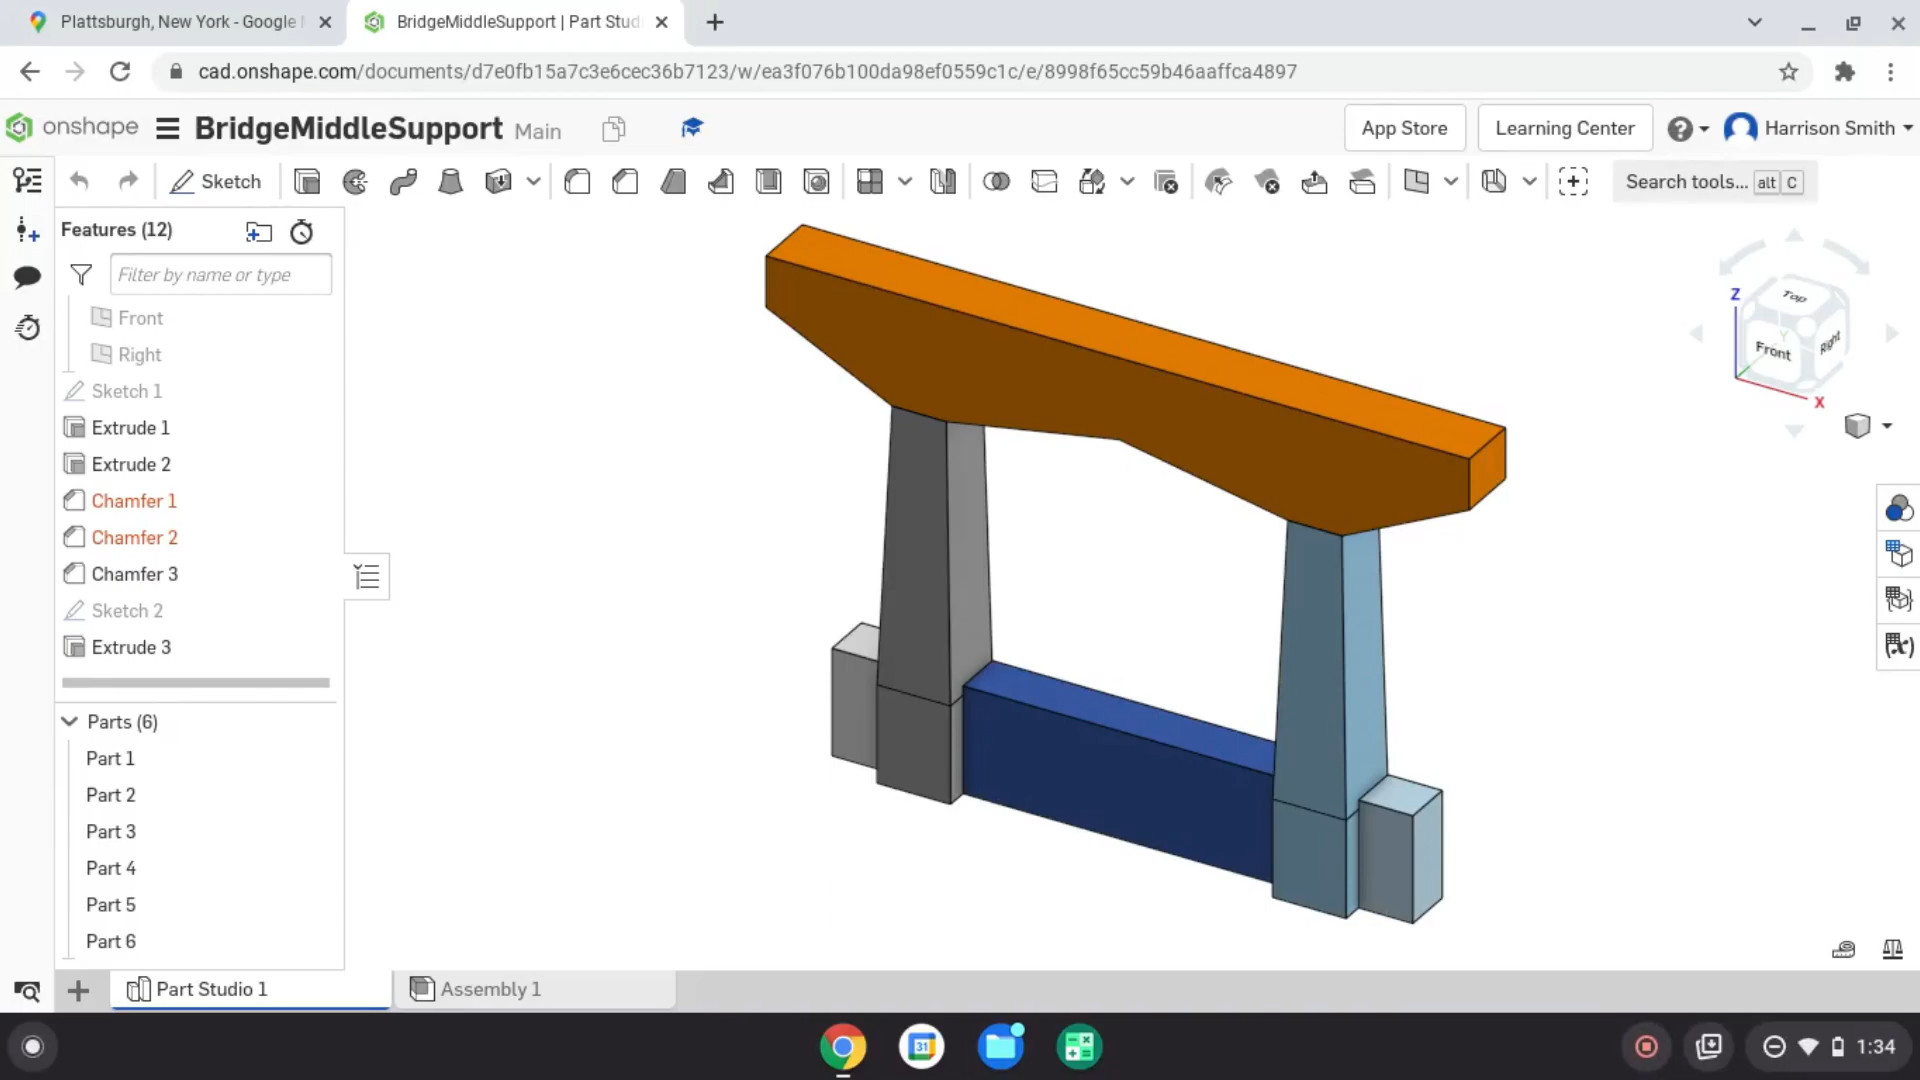 Plattsburgh, New York - Google
BridgeMiddleSupport | Part Stud
cad.onshape.com/documents/d7e0fb15a7c3e6cec36b7123/w/ea3f076b100da98ef0559c1c/e/8998f65cc59b46aaffca4897
onshape
BridgeMiddleSupport Main
App Store
Learning Center
Harrison Smith
Sketch
Search tools... alt C
Features (12)
Filter by name or type
Front
Right
Sketch 1
Extrude 1
Extrude 2
Chamfer 1
Chamfer 2
Chamfer 3
Sketch 2
Extrude 3
Parts (6)
Part 1
Part 2
Part 3
Part 4
Part 5
Part 6
Z
Top
Y
Front
Right
X
(x)
Part Studio 1
Assembly 1
31
1:34